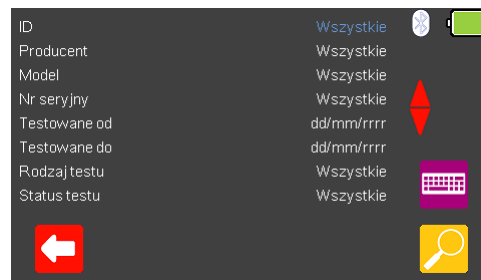 ID Wszystkie
Producent Wszystkie
Model Wszystkie
Nr seryjny Wszystkie
Testowane od dd/mm/rrrr
Testowane do dd/mm/rrrr
Rodzaj testu Wszystkie
Status testu Wszystkie